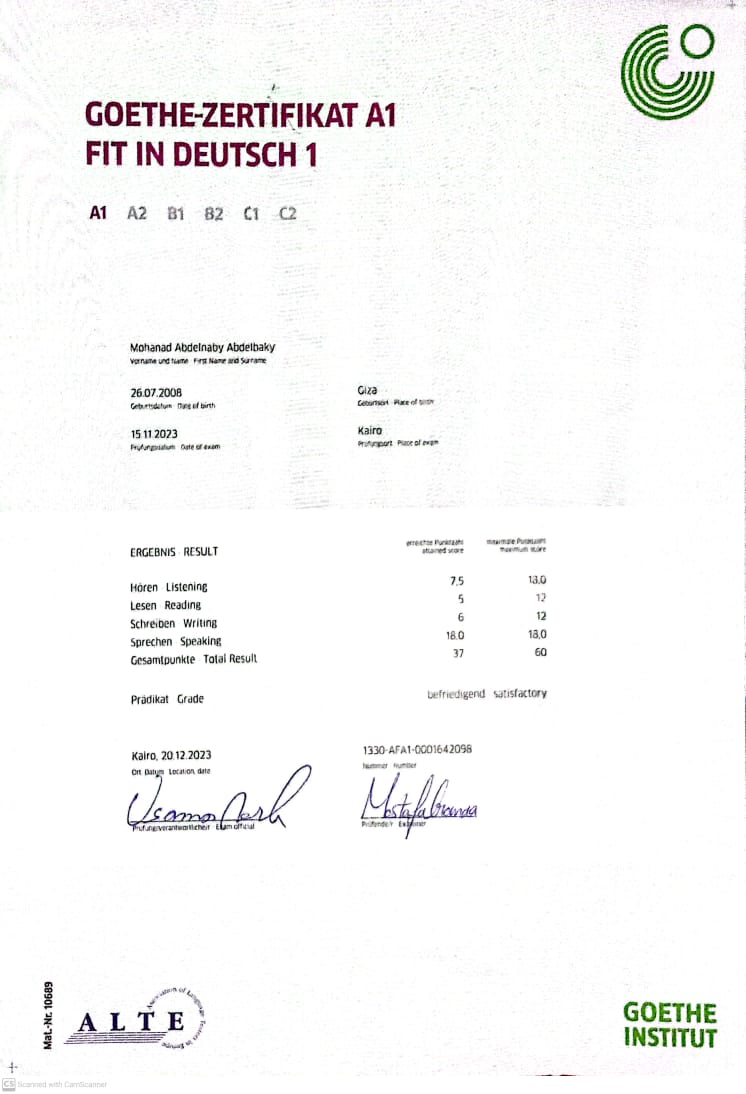 GOETHE-ZERTIFIKAT A1
FIT IN DEUTSCH 1
A1 A2 B1 B2 C1 C2
Mohanad Abdelnaby Abdelbaky
Vorname und Name First Name and Surname
26.07.2008
Giza
Geburtsdatum Date of birth
Geburtsort Place of birth
15.11.2023
Kairo
Prüfungsdatum Date of exam
Prüfungsort Place of exam
ERGEBNIS RESULT
erreichte Punktzahl maximale Punktzahl
attained score maximum score
Hören Listening 7,5 18,0
Lesen Reading 5 12
Schreiben Writing 6 12
Sprechen Speaking 18,0 18,0
Gesamtpunkte Total Result 37 60
Prädikat Grade befriedigend satisfactory
Kairo, 20.12.2023
1330-AFA1-0001642098
Ort, Datum Location, date
Nummer Number
Prüfungsverantwortliche/r Exam official
Prüfende/r Examiner
Mat.-Nr. 10689
ALTE
Association of Language Testers in Europe
GOETHE
INSTITUT
CS Scanned with CamScanner